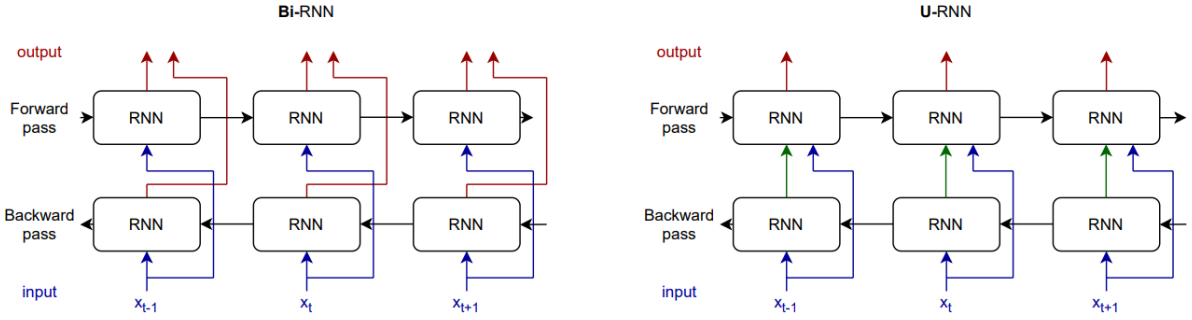 Bi-RNN
output
Forward
pass
RNN RNN RNN
Backward
pass
RNN RNN RNN
input
xt-1 xt xt+1
U-RNN
output
Forward
pass
RNN RNN RNN
Backward
pass
RNN RNN RNN
input
xt-1 xt xt+1